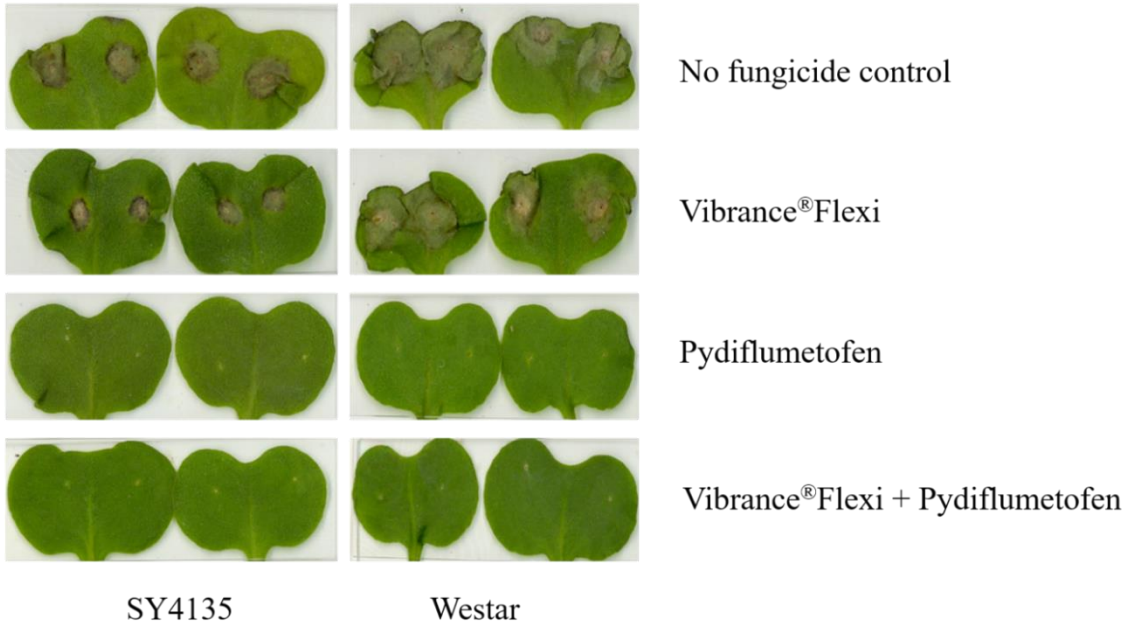 No fungicide control
Vibrance®Flexi
Pydiflumetofen
Vibrance®Flexi + Pydiflumetofen
SY4135 Westar